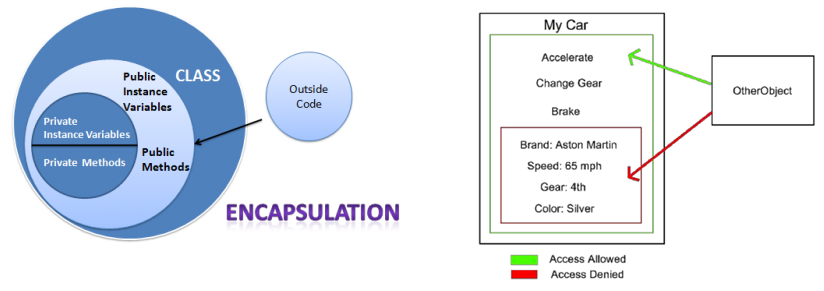 CLASS
Public
Instance
Variables
Private
Instance Variables
Private Methods
Public
Methods
Outside
Code
ENCAPSULATION
My Car
Accelerate
Change Gear
Brake
Brand: Aston Martin
Speed: 65 mph
Gear: 4th
Color: Silver
OtherObject
Access Allowed
Access Denied